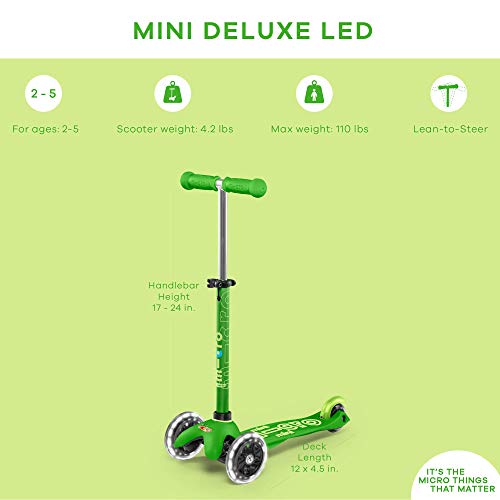 MINI DELUXE LED
2 - 5
For ages: 2-5
Scooter weight: 4.2 lbs
Max weight: 110 lbs
Lean-to-Steer
Handlebar
Height
17 - 24 in.
MICRO
Deck
Length
12 x 4.5 in.
IT'S THE
MICRO THINGS
THAT MATTER